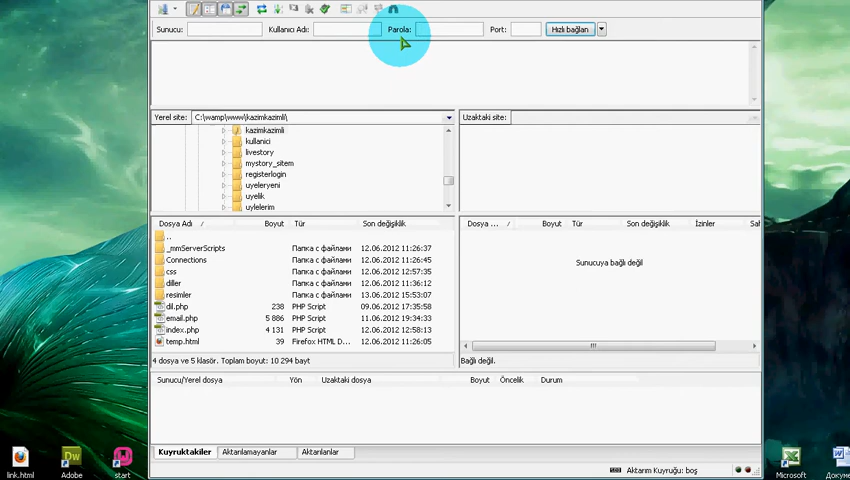 Sunucu: Kullanıcı Adı: Parola: Port: Hızlı bağlan
Yerel site: C:\wamp\www\kazimkazimli\
Uzaktaki site:
kazimkazimli
kullanici
livestory
mystory_sitem
registerlogin
uyeleryeni
uyelik
uylelerim
Dosya Adı / Boyut Tür Son değişiklik
..
_mmServerScripts Папка с файлами 12.06.2012 11:26:37
Connections Папка с файлами 12.06.2012 11:26:45
css Папка с файлами 12.06.2012 12:57:35
diller Папка с файлами 12.06.2012 11:36:12
resimler Папка с файлами 13.06.2012 15:53:07
dil.php 238 PHP Script 09.06.2012 17:35:58
email.php 5 886 PHP Script 11.06.2012 19:34:33
index.php 4 131 PHP Script 12.06.2012 12:58:13
temp.html 39 Firefox HTML D... 12.06.2012 11:26:05
4 dosya ve 5 klasör. Toplam boyut: 10 294 bayt
Dosya ... / Boyut Tür Son değişiklik İzinler Sal
Sunucuya bağlı değil
Bağlı değil.
Sunucu/Yerel dosya Yön Uzaktaki dosya Boyut Öncelik Durum
Kuyruktakiler Aktarılamayanlar Aktarılanlar
Aktarım Kuyruğu: boş
link.html
Adobe
start
Microsoft
Докуме